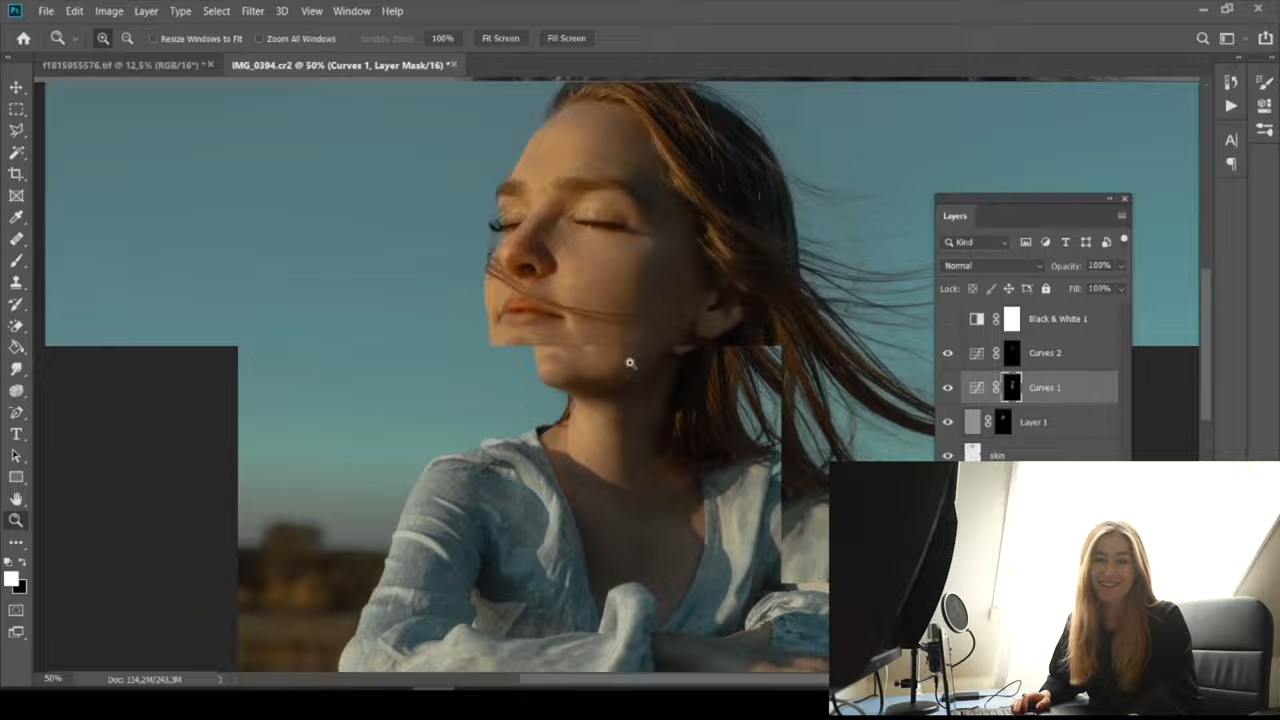 Ps File Edit Image Layer Type Select Filter 3D View Window Help
Resize Windows to Fit Zoom All Windows Scrubby Zoom 100% Fit Screen Fill Screen
f1815955576.tif @ 12,5% (RGB/16*) * × IMG_0394.cr2 @ 50% (Curves 1, Layer Mask/16) * ×
Layers
Kind
Normal Opacity: 100%
Lock: Fill: 100%
Black & White 1
Curves 2
Curves 1
Layer 1
skin
50% Doc: 114,2M/243,3M